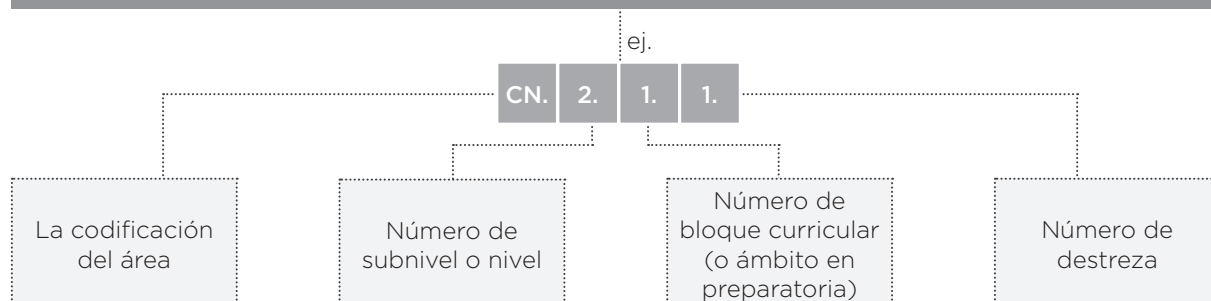 ej.
CN. 2. 1. 1.
La codificación
del área
Número de
subnivel o nivel
Número de
bloque curricular
(o ámbito en
preparatoria)
Número de
destreza